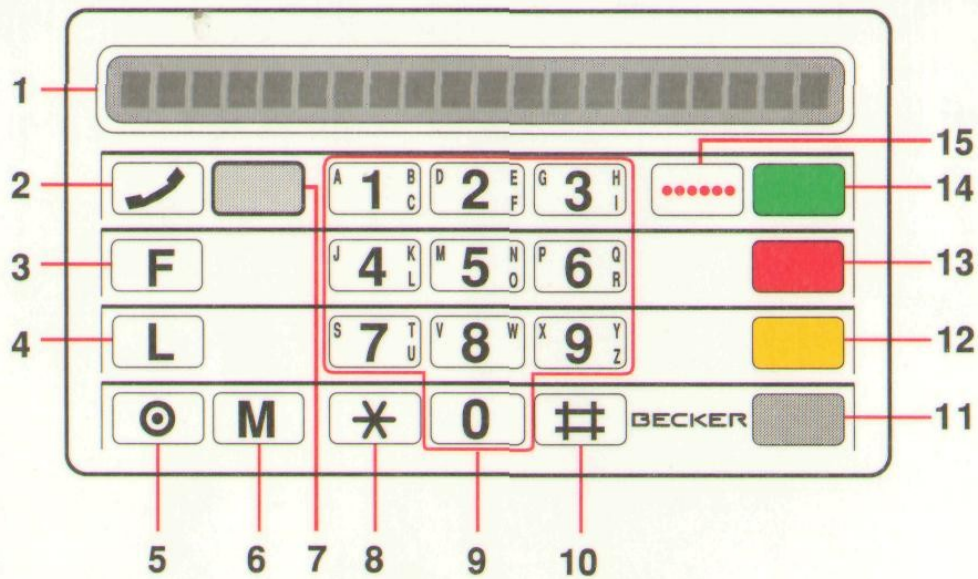 1
15
2 A 1 B C D 2 E F G 3 H I 14
3 F J 4 K L M 5 N O P 6 Q R 13
4 L S 7 T U V 8 W X 9 Y Z 12
M * 0 # BECKER 11
5 6 7 8 9 10